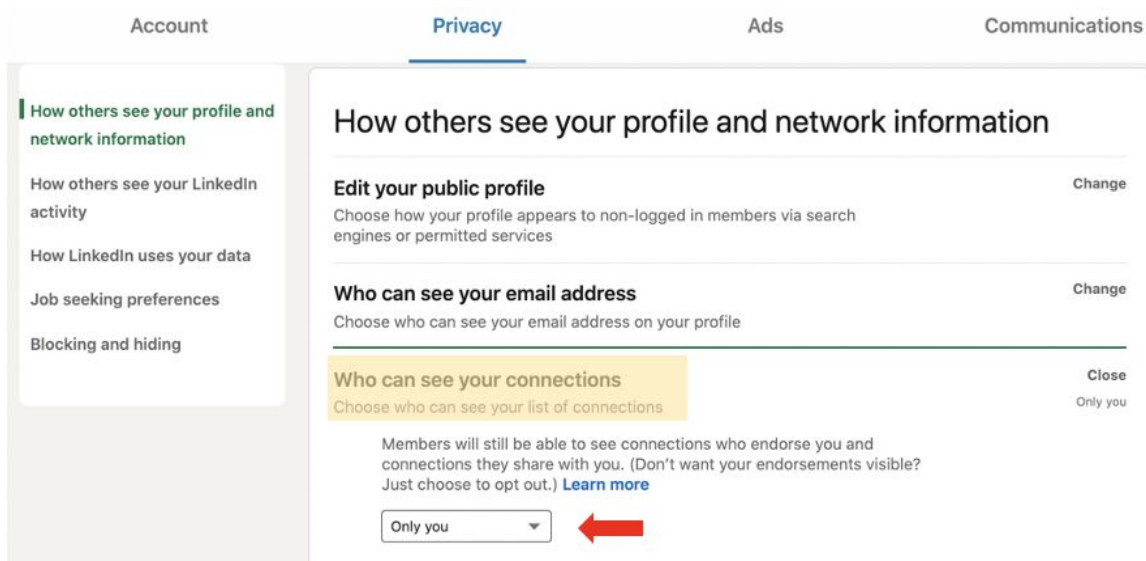 Account
Privacy
Ads
Communications
How others see your profile and
network information
How others see your LinkedIn
activity
How LinkedIn uses your data
Job seeking preferences
Blocking and hiding
How others see your profile and network information
Edit your public profile
Change
Choose how your profile appears to non-logged in members via search
engines or permitted services
Who can see your email address
Change
Choose who can see your email address on your profile
Who can see your connections
Close
Choose who can see your list of connections
Only you
Members will still be able to see connections who endorse you and
connections they share with you. (Don’t want your endorsements visible?
Just choose to opt out.) Learn more
Only you